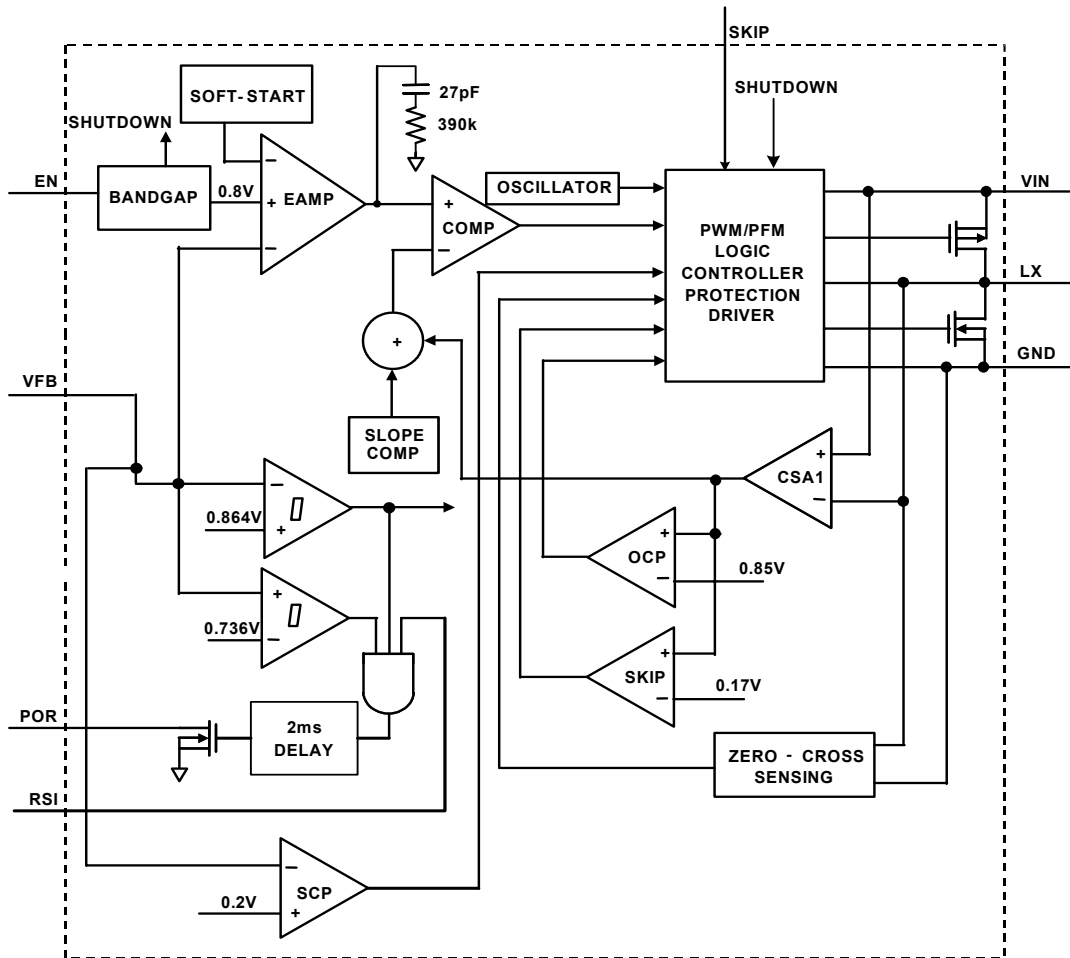 SKIP
SOFT-START
27pF
390k
SHUTDOWN
SHUTDOWN
EN
BANDGAP
0.8V
EAMP
OSCILLATOR
COMP
VIN
PWM/PFM
LOGIC
CONTROLLER
PROTECTION
DRIVER
LX
GND
VFB
SLOPE
COMP
CSA1
0.864V
OCP
0.85V
0.736V
SKIP
0.17V
POR
2ms
DELAY
ZERO - CROSS
SENSING
RSI
SCP
0.2V